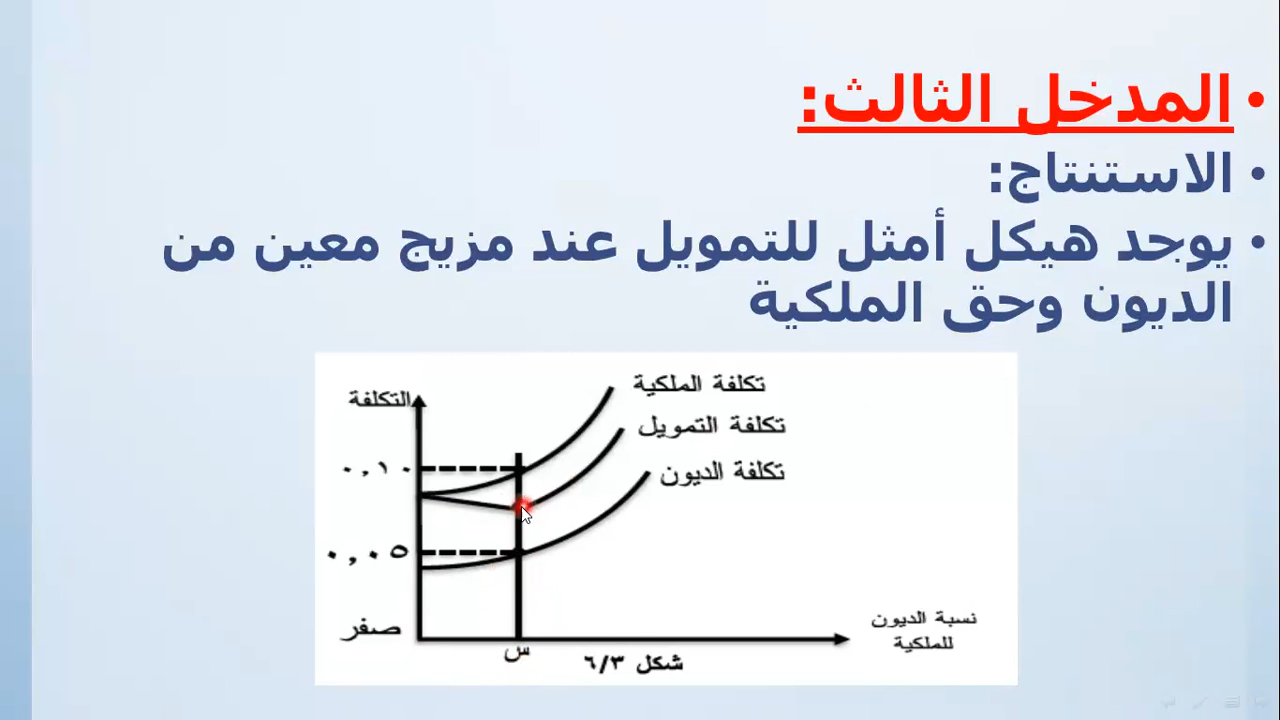 • المدخل الثالث:
• الاستنتاج:
• يوجد هيكل أمثل للتمويل عند مزيج معين من
الديون وحق الملكية
تكلفة الملكية
التكلفة
تكلفة التمويل
٠,١٠
تكلفة الديون
٠,٠٥
نسبة الديون
للملكية
صفر
س
شكل ٦/٣